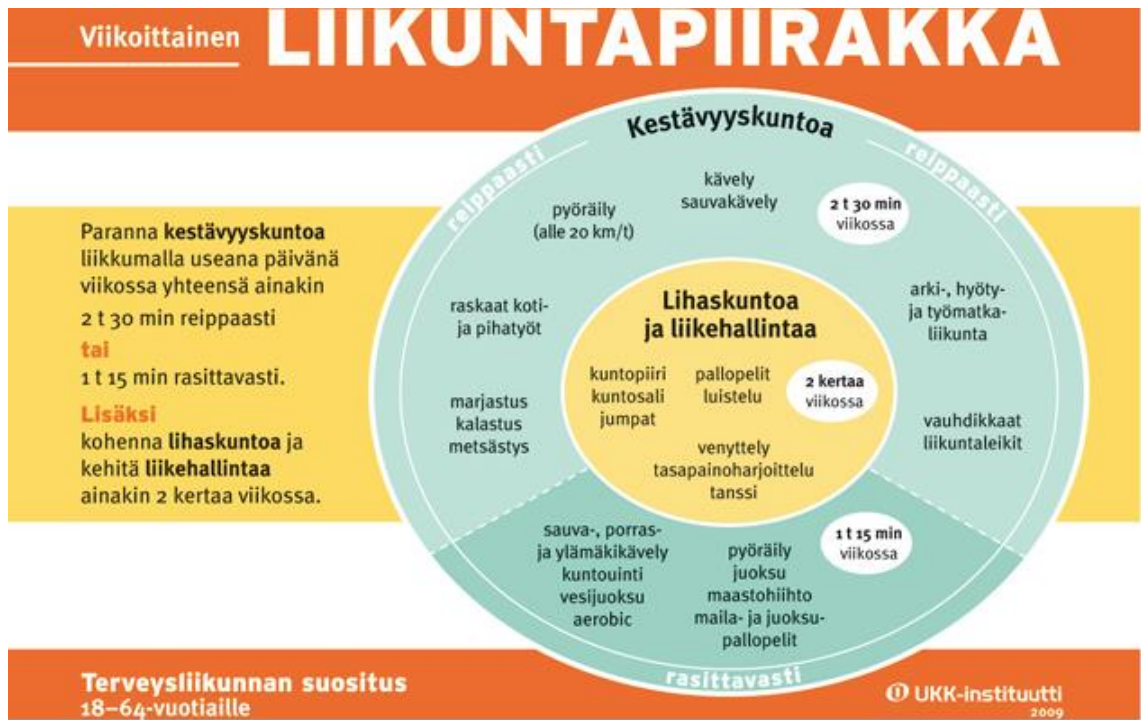 Viikoittainen LIIKUNTAPIIRAKKA
Paranna kestävyyskuntoa
liikkumalla useana päivänä
viikossa yhteensä ainakin
2 t 30 min reippaasti
tai
1 t 15 min rasittavasti.
Lisäksi
kohenna lihaskuntoa ja
kehitä liikehallintaa
ainakin 2 kertaa viikossa.
Kestävyyskuntoa
reippaasti
reippaasti
kävely
sauvakävely
2 t 30 min
viikossa
pyöräily
(alle 20 km/t)
raskaat koti-
ja pihatyöt
arki-, hyöty-
ja työmatka-
liikunta
marjastus
kalastus
metsästys
vauhdikkaat
liikuntaleikit
Lihaskuntoa
ja liikehallintaa
kuntopiiri
kuntosali
jumpat
pallopelit
luistelu
2 kertaa
viikossa
venyttely
tasapainoharjoittelu
tanssi
sauva-, porras-
ja ylämäkikävely
kuntouinti
vesijuoksu
aerobic
pyöräily
juoksu
maastohiihto
maila- ja juoksu-
pallopelit
1 t 15 min
viikossa
rasittavasti
Terveysliikunnan suositus
18–64-vuotiaille
UKK-instituutti
2009